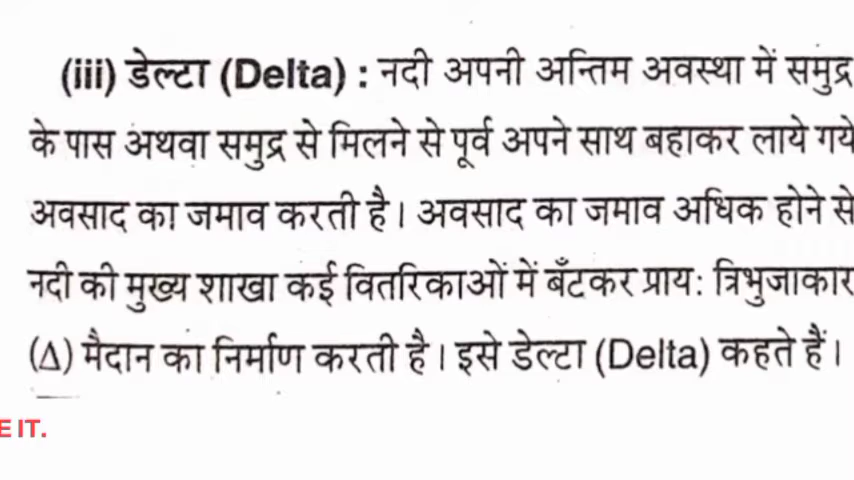 (iii) डेल्टा (Delta) : नदी अपनी अन्तिम अवस्था में समुद्र
के पास अथवा समुद्र से मिलने से पूर्व अपने साथ बहाकर लाये गये
अवसाद का जमाव करती है। अवसाद का जमाव अधिक होने से
नदी की मुख्य शाखा कई वितरिकाओं में बँटकर प्राय: त्रिभुजाकार
(Δ) मैदान का निर्माण करती है। इसे डेल्टा (Delta) कहते हैं।
E IT.